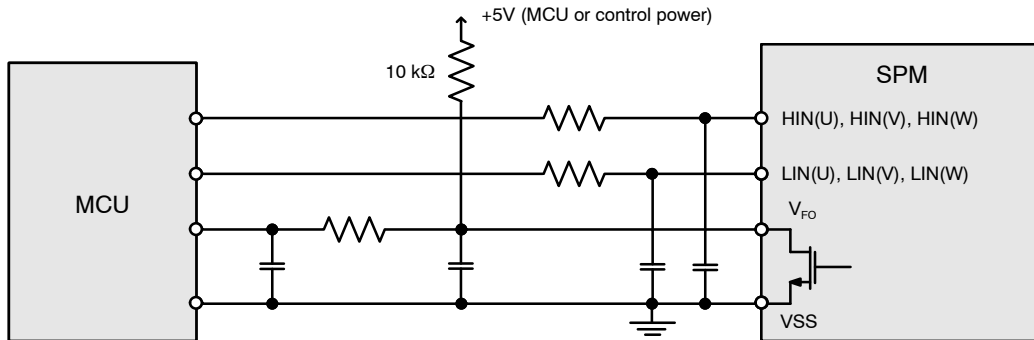 +5V (MCU or control power)
10 kΩ
SPM
HIN(U), HIN(V), HIN(W)
LIN(U), LIN(V), LIN(W)
MCU
VFO
VSS